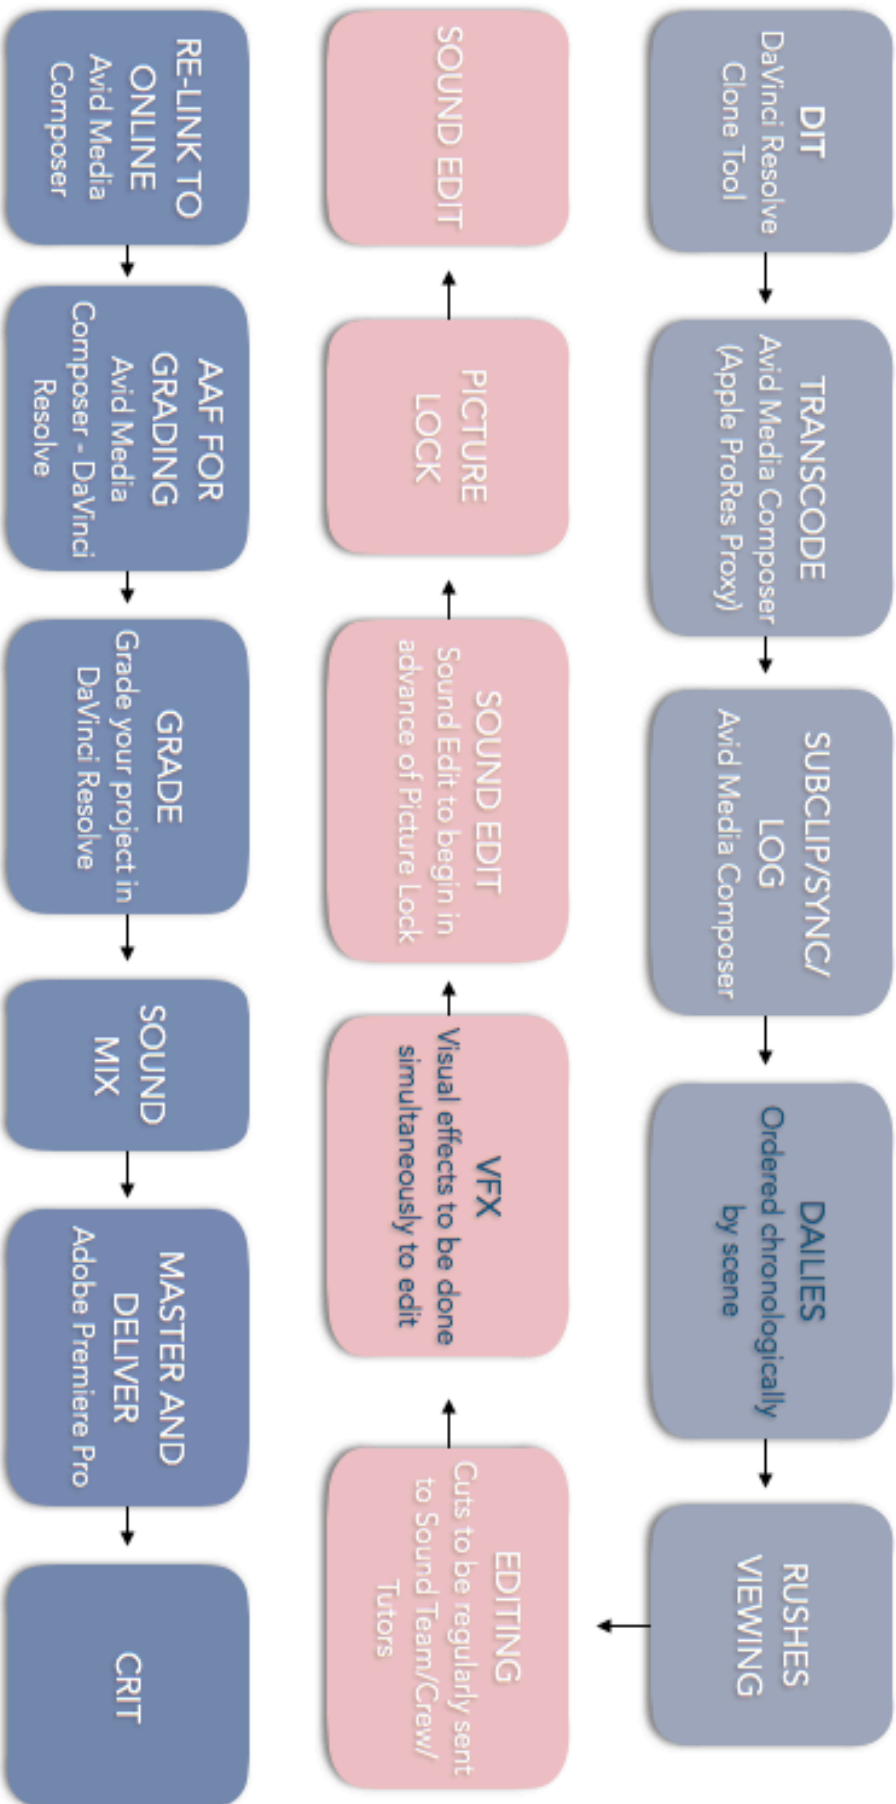 DIT
DaVinci Resolve
Clone Tool
TRANSCODE
Avid Media Composer
(Apple ProRes Proxy)
SUBCLIP/SYNC/
LOG
Avid Media Composer
DAILIES
Ordered chronologically
by scene
RUSHES
VIEWING
EDITING
Cuts to be regularly sent
to Sound Team/Crew/
Tutors
VFX
Visual effects to be done
simultaneously to edit
SOUND EDIT
Sound Edit to begin in
advance of Picture Lock
PICTURE
LOCK
SOUND EDIT
RE-LINK TO
ONLINE
Avid Media
Composer
AAF FOR
GRADING
Avid Media
Composer - DaVinci
Resolve
GRADE
Grade your project in
DaVinci Resolve
SOUND
MIX
MASTER AND
DELIVER
Adobe Premiere Pro
CRIT